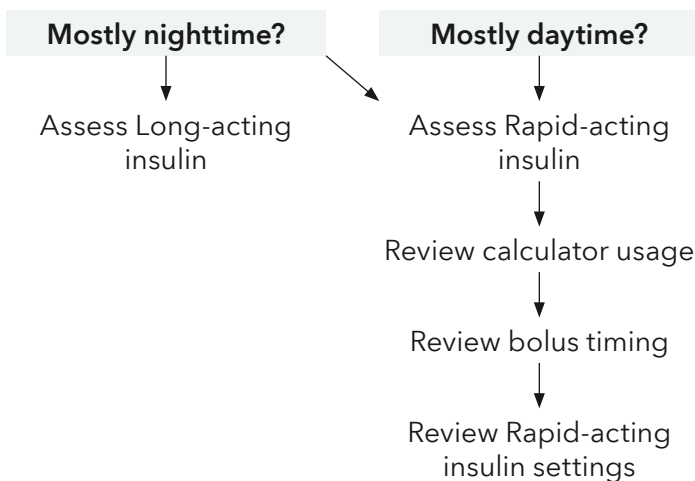 Mostly nighttime?
Assess Long-acting
insulin
Mostly daytime?
Assess Rapid-acting
insulin
Review calculator usage
Review bolus timing
Review Rapid-acting
insulin settings